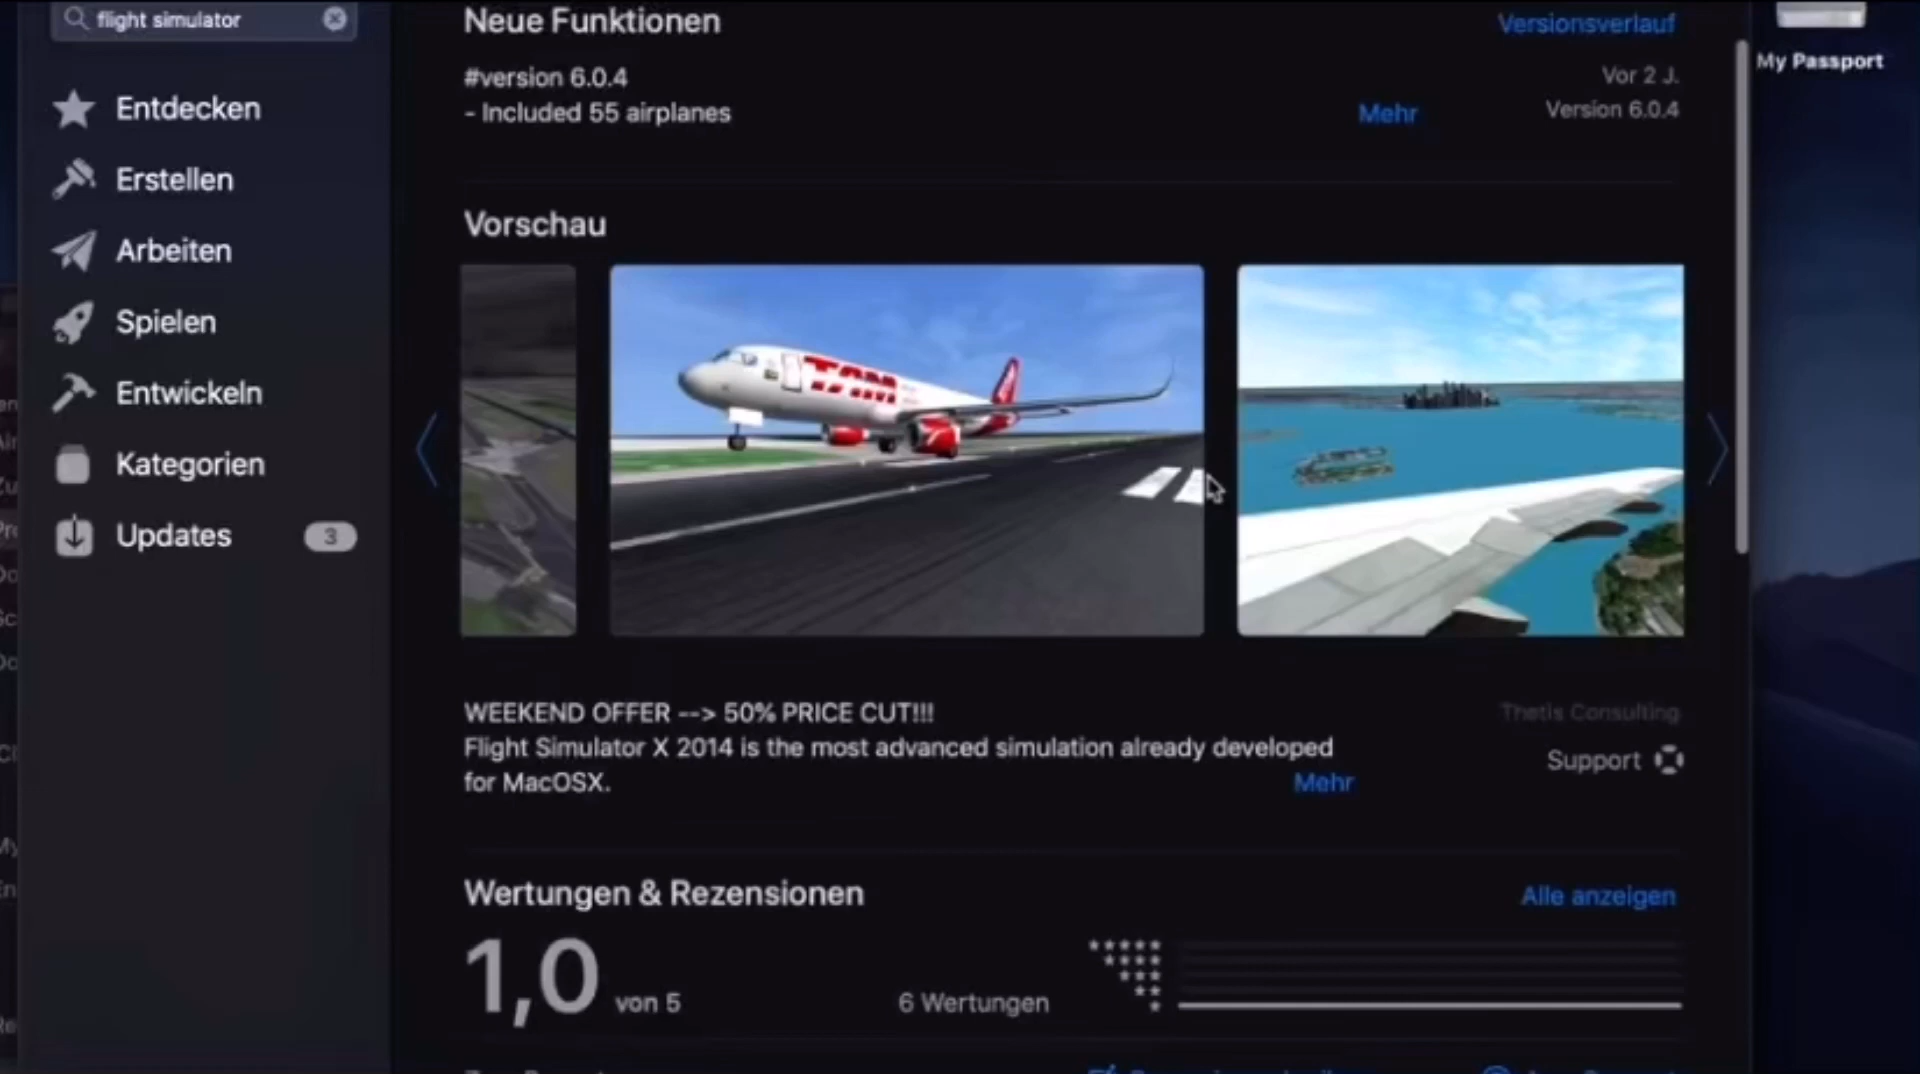 flight simulator
Entdecken
Erstellen
Arbeiten
Spielen
Entwickeln
Kategorien
Updates 3
Neue Funktionen
Versionsverlauf
#version 6.0.4
- Included 55 airplanes
Mehr
Vor 2 J.
Version 6.0.4
Vorschau
TAM
WEEKEND OFFER --> 50% PRICE CUT!!!
Flight Simulator X 2014 is the most advanced simulation already developed
for MacOSX.
Mehr
Thetis Consulting
Support
Wertungen & Rezensionen
Alle anzeigen
1,0 von 5
6 Wertungen
My Passport